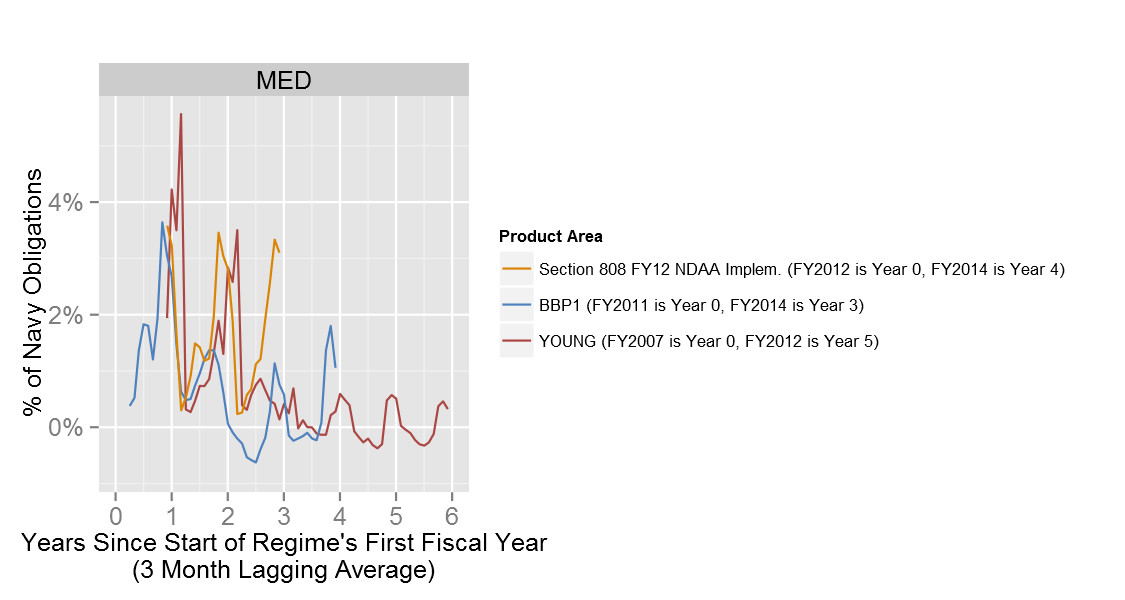 MED
% of Navy Obligations
4%
2%
0%
0 1 2 3 4 5 6
Years Since Start of Regime's First Fiscal Year
(3 Month Lagging Average)
Product Area
Section 808 FY12 NDAA Implem. (FY2012 is Year 0, FY2014 is Year 4)
BBP1 (FY2011 is Year 0, FY2014 is Year 3)
YOUNG (FY2007 is Year 0, FY2012 is Year 5)